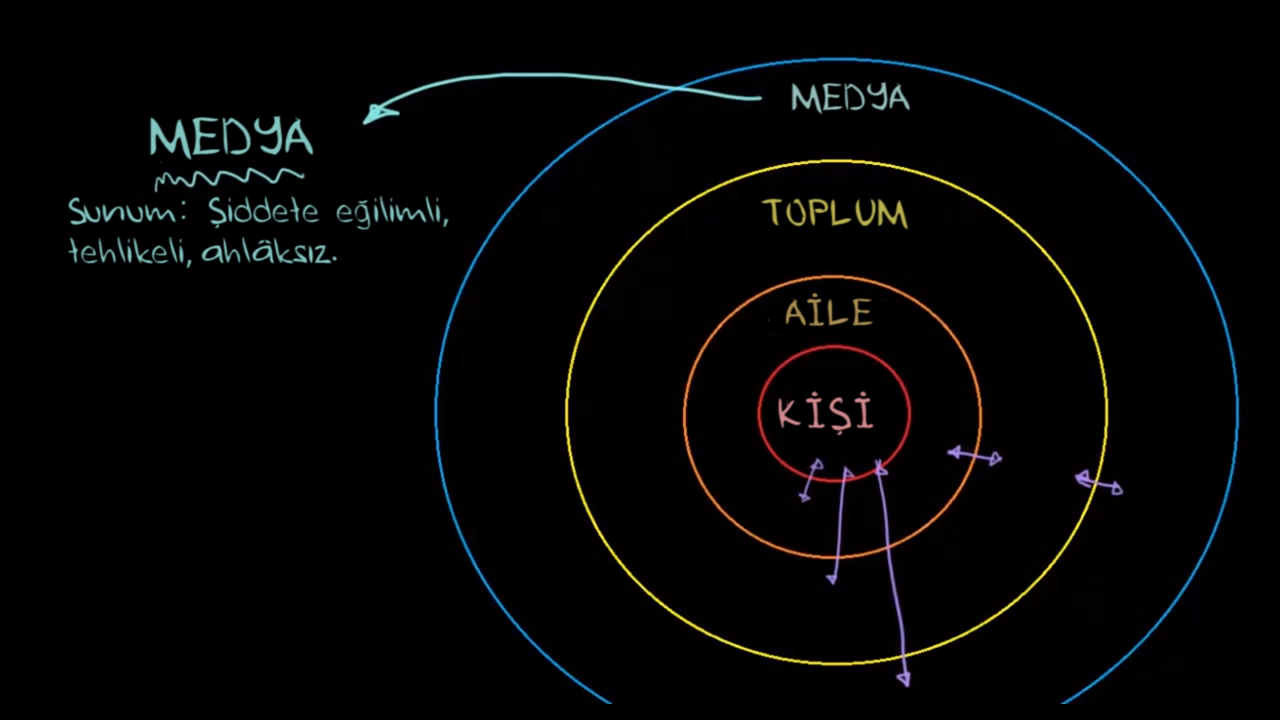 MEDYA
Sunum: Şiddete eğilimli,
tehlikeli, ahlâksız.
MEDYA
TOPLUM
AİLE
KİŞİ